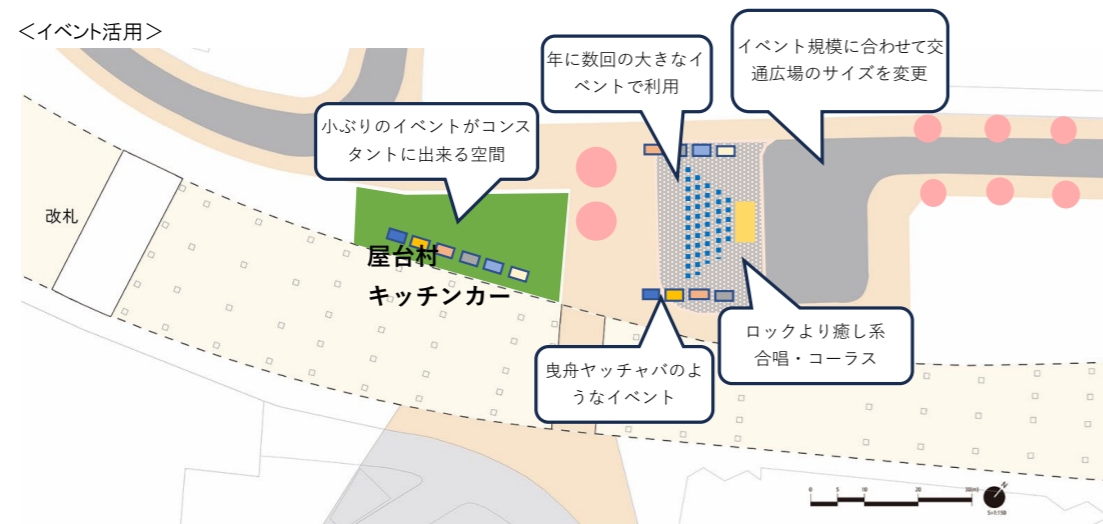 ＜イベント活用＞
年に数回の大きなイ
ベントで利用
イベント規模に合わせて交
通広場のサイズを変更
小ぶりのイベントがコンス
タントに出来る空間
改札
屋台村
キッチンカー
ロックより癒し系
合唱・コーラス
曳舟ヤッチャバのよ
うなイベント
0 5 10 20 30(m)
N
S=1:150